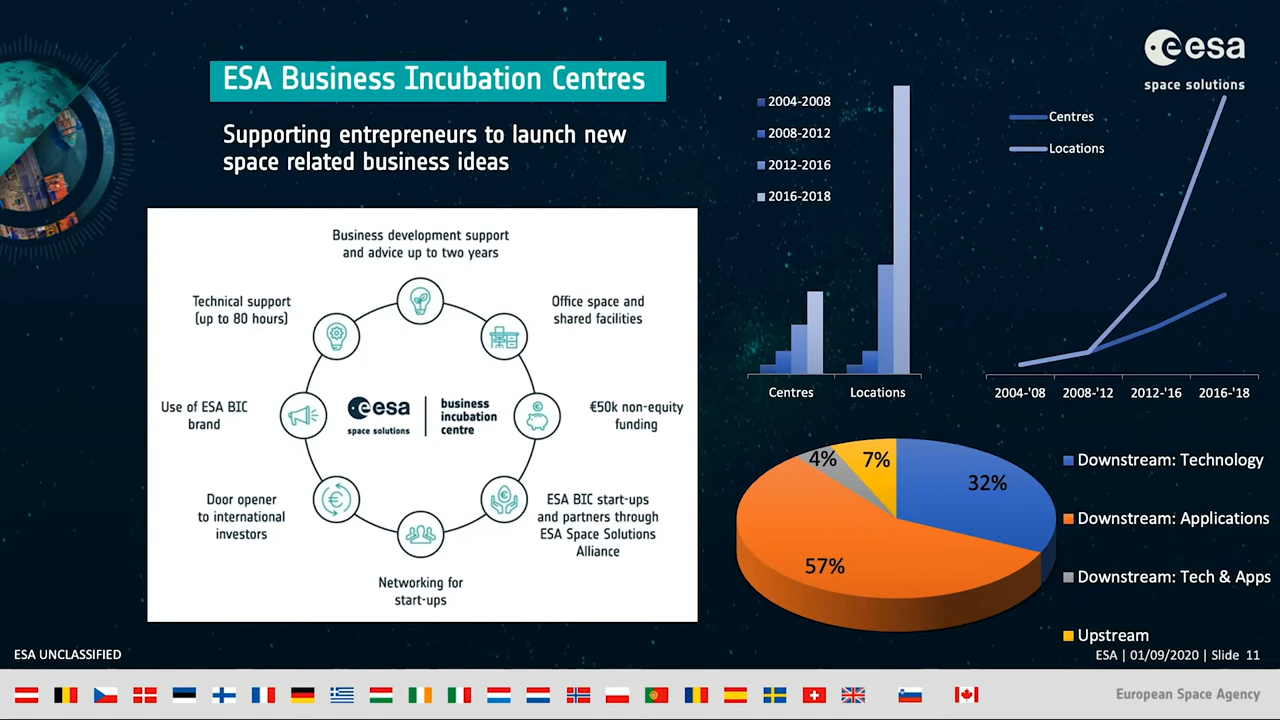 esa
space solutions
ESA Business Incubation Centres
Supporting entrepreneurs to launch new
space related business ideas
Business development support
and advice up to two years
Technical support
(up to 80 hours)
Office space and
shared facilities
Use of ESA BIC
brand
esa
space solutions
business
incubation
centre
€50k non-equity
funding
Door opener
to international
investors
ESA BIC start-ups
and partners through
ESA Space Solutions
Alliance
Networking for
start-ups
2004-2008
2008-2012
2012-2016
2016-2018
Centres
Locations
Centres
Locations
2004-'08
2008-'12
2012-'16
2016-'18
4%
7%
32%
57%
Downstream: Technology
Downstream: Applications
Downstream: Tech & Apps
Upstream
ESA UNCLASSIFIED
ESA | 01/09/2020 | Slide 11
European Space Agency